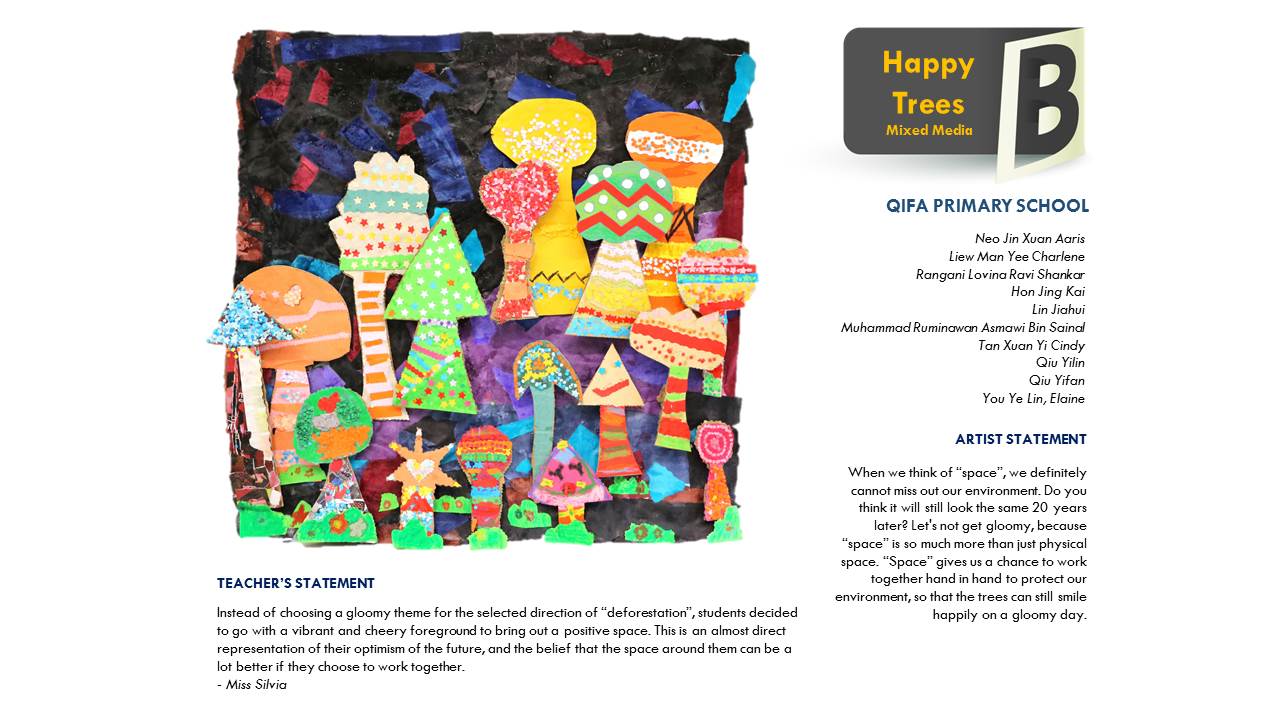 Happy
Trees
Mixed Media
B
QIFA PRIMARY SCHOOL
Neo Jin Xuan Aaris
Liew Man Yee Charlene
Rangani Lovina Ravi Shankar
Hon Jing Kai
Lin Jiahui
Muhammad Ruminawan Asmawi Bin Sainal
Tan Xuan Yi Cindy
Qiu Yilin
Qiu Yifan
You Ye Lin, Elaine
ARTIST STATEMENT
When we think of “space”, we definitely
cannot miss out our environment. Do you
think it will still look the same 20 years
later? Let's not get gloomy, because
“space” is so much more than just physical
space. “Space” gives us a chance to work
together hand in hand to protect our
environment, so that the trees can still smile
happily on a gloomy day.
TEACHER’S STATEMENT
Instead of choosing a gloomy theme for the selected direction of “deforestation”, students decided
to go with a vibrant and cheery foreground to bring out a positive space. This is an almost direct
representation of their optimism of the future, and the belief that the space around them can be a
lot better if they choose to work together.
- Miss Silvia